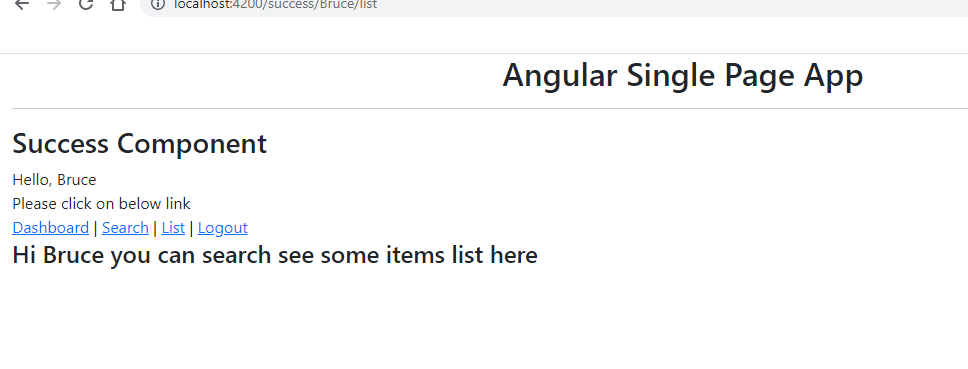 localhost:4200/success/Bruce/list
Angular Single Page App
Success Component
Hello, Bruce
Please click on below link
Dashboard | Search | List | Logout
Hi Bruce you can search see some items list here